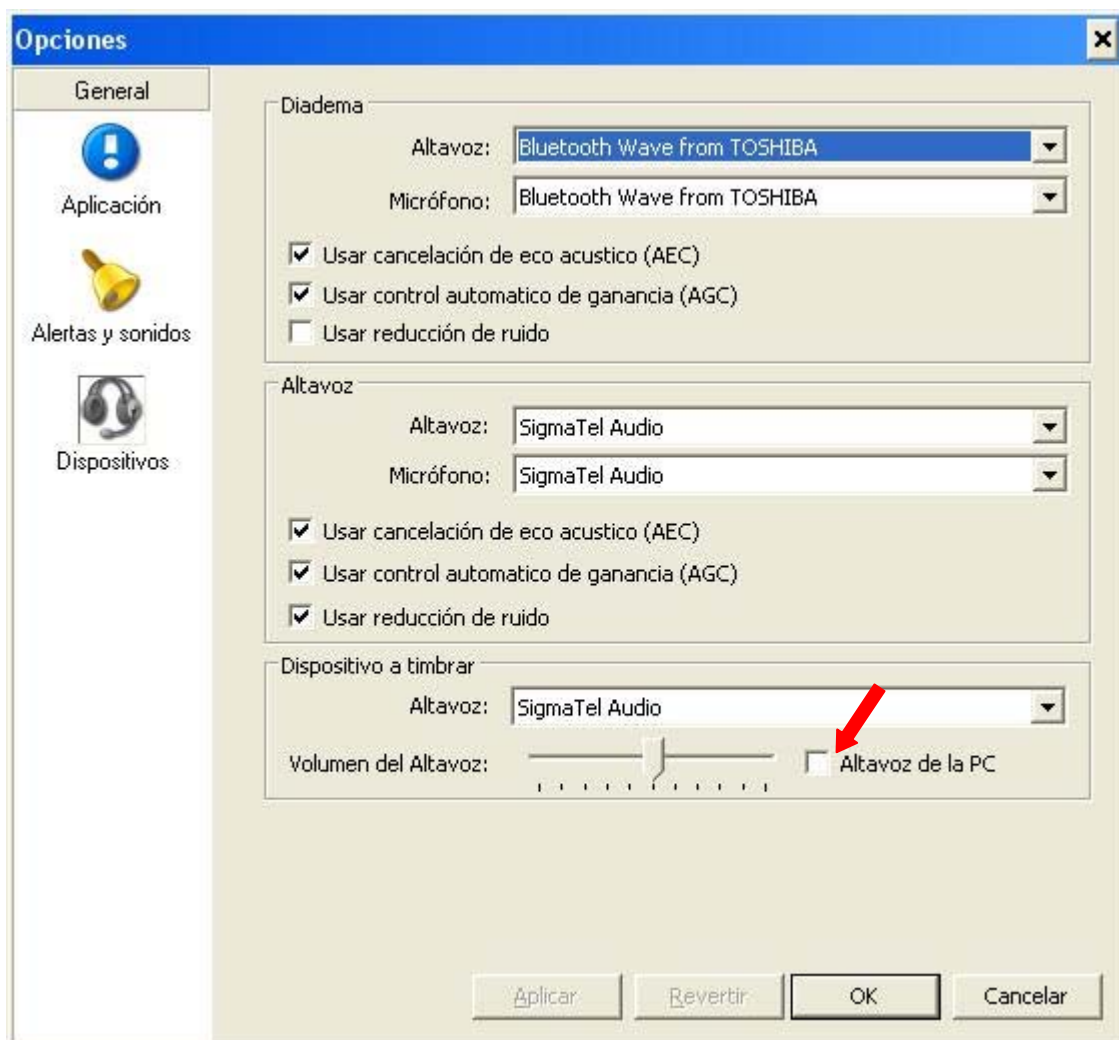 Opciones
General
Aplicación
Alertas y sonidos
Dispositivos
Diadema
Altavoz: Bluetooth Wave from TOSHIBA
Micrófono: Bluetooth Wave from TOSHIBA
Usar cancelación de eco acustico (AEC)
Usar control automatico de ganancia (AGC)
Usar reducción de ruido
Altavoz
Altavoz: SigmaTel Audio
Micrófono: SigmaTel Audio
Usar cancelación de eco acustico (AEC)
Usar control automatico de ganancia (AGC)
Usar reducción de ruido
Dispositivo a timbrar
Altavoz: SigmaTel Audio
Volumen del Altavoz: Altavoz de la PC
Aplicar Revertir OK Cancelar